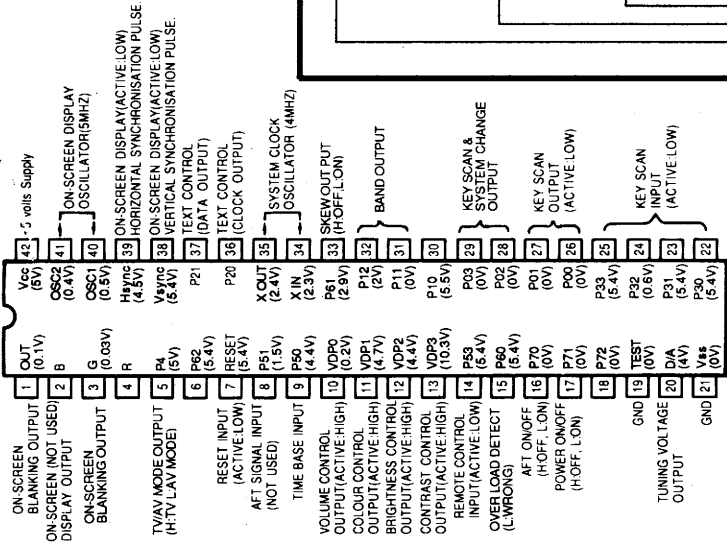 ON-SCREEN
BLANKING OUTPUT
1
OUT
(0.1V)
ON-SCREEN (NOT USED)
DISPLAY OUTPUT
2
B
ON-SCREEN
BLANKING OUTPUT
3
G
(0.03V)
4
R
TV/AV MODE OUTPUT
(H:TV L:AV MODE)
5
P4
(5V)
6
P62
(5.4V)
RESET INPUT
(ACTIVE:LOW)
7
RESET
(5.4V)
AFT SIGNAL INPUT
(NOT USED)
8
P51
(1.5V)
TIME BASE INPUT
9
P50
(4.4V)
VOLUME CONTROL
OUTPUT(ACTIVE:HIGH)
10
VDP0
(0.2V)
COLOUR CONTROL
OUTPUT(ACTIVE:HIGH)
11
VDP1
(4.7V)
BRIGHTNESS CONTROL
OUTPUT(ACTIVE:HIGH)
12
VDP2
(4.4V)
CONTRAST CONTROL
OUTPUT(ACTIVE:HIGH)
13
VDP3
(10.3V)
REMOTE CONTROL
INPUT(ACTIVE:LOW)
14
P53
(5.4V)
OVER LOAD DETECT
(L:WRONG)
15
P60
(5.4V)
AFT ON/OFF
(H:OFF, L:ON)
16
P70
(0V)
POWER ON/OFF
(H:OFF, L:ON)
17
P71
(0V)
18
P72
(0V)
GND
19
TEST
(0V)
TUNING VOLTAGE
OUTPUT
20
D/A
(4V)
GND
21
Vss
(0V)
Vcc
(5V)
42
5 volts Supply
OSC2
(0.4V)
41
ON-SCREEN DISPLAY
OSCILLATOR(5MHZ)
OSC1
(0.5V)
40
Hsync
(4.5V)
39
ON-SCREEN DISPLAY(ACTIVE:LOW)
HORIZONTAL SYNCHRONISATION PULSE.
Vsync
(5.4V)
38
ON-SCREEN DISPLAY(ACTIVE:LOW)
VERTICAL SYNCHRONISATION PULSE.
P21
37
TEXT CONTROL
(DATA OUTPUT)
P20
36
TEXT CONTROL
(CLOCK OUTPUT)
X OUT
(2.4V)
35
SYSTEM CLOCK
OSCILLATOR (4MHZ)
X IN
(2.3V)
34
P61
(2.9V)
33
SKEW OUT PUT
(H:OFF,L:ON)
P12
(2V)
32
BAND OUTPUT
P11
(0V)
31
P10
(5.5V)
30
P03
(0V)
29
KEY SCAN &
SYSTEM CHANGE
OUTPUT
P02
(0V)
28
P01
(0V)
27
KEY SCAN
OUTPUT
(ACTIVE:LOW)
P00
(0V)
26
P33
(5.4V)
25
KEY SCAN
INPUT
(ACTIVE:LOW)
P32
(0.6V)
24
P31
(5.4V)
23
P30
(5.4V)
22